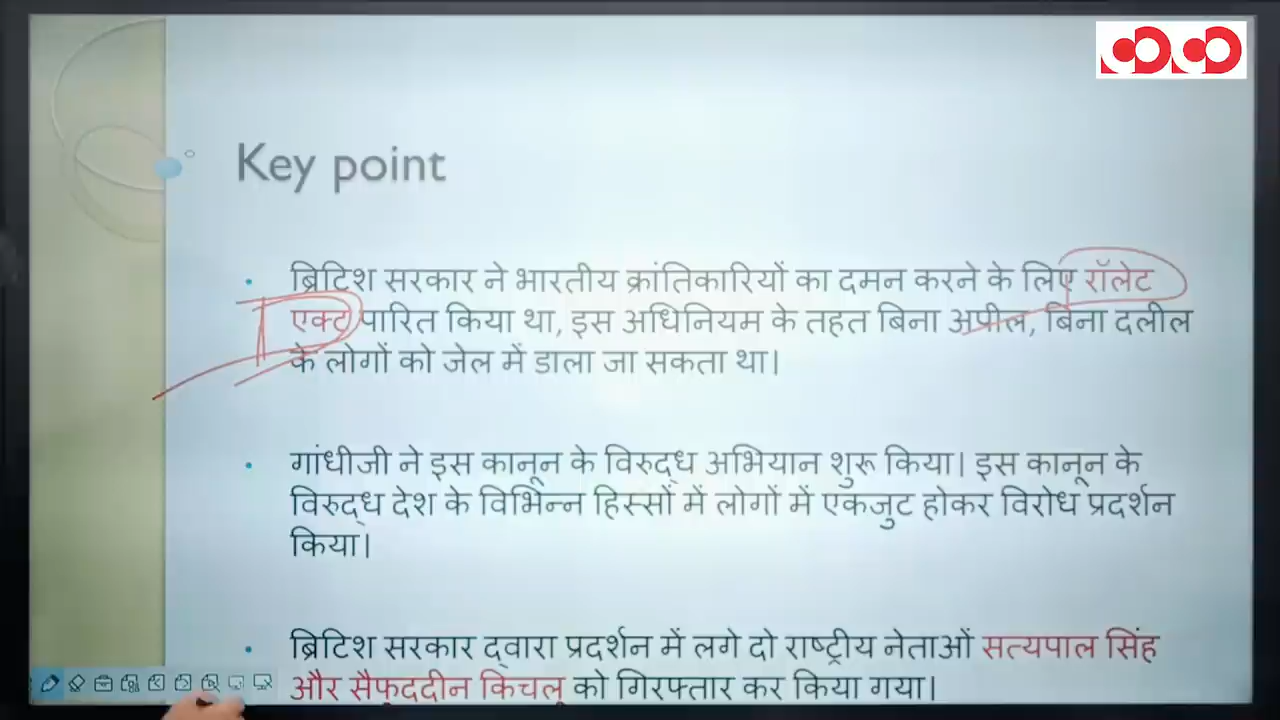 Key point
ब्रिटिश सरकार ने भारतीय क्रांतिकारियों का दमन करने के लिए रॉलेट
एक्ट पारित किया था, इस अधिनियम के तहत बिना अपील, बिना दलील
के लोगों को जेल में डाला जा सकता था।
गांधीजी ने इस कानून के विरुद्ध अभियान शुरू किया। इस कानून के
विरुद्ध देश के विभिन्न हिस्सों में लोगों में एकजुट होकर विरोध प्रदर्शन
किया।
ब्रिटिश सरकार द्वारा प्रदर्शन में लगे दो राष्ट्रीय नेताओं सत्यपाल सिंह
और सैफुददीन किचलू को गिरफ्तार कर किया गया।